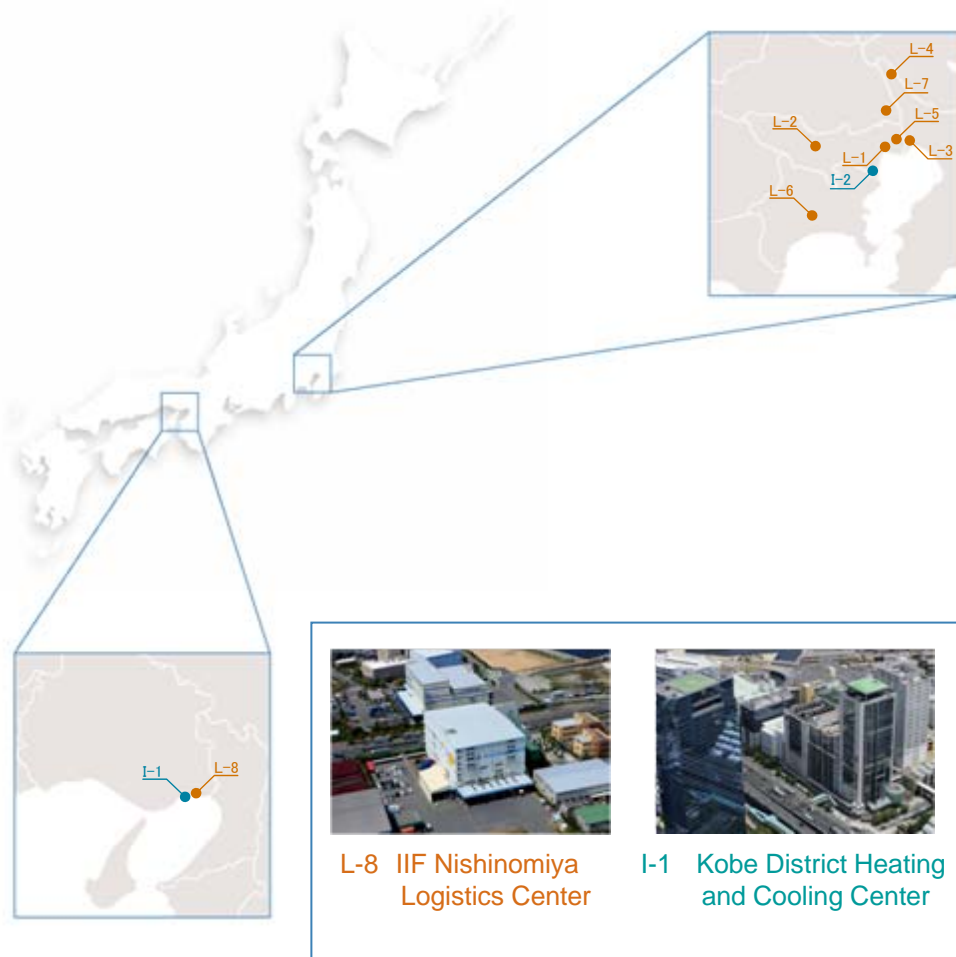 L-4
L-7
L-5
L-2
L-1
L-3
I-2
L-6
I-1
L-8
L-8 IIF Nishinomiya
Logistics Center
I-1 Kobe District Heating
and Cooling Center